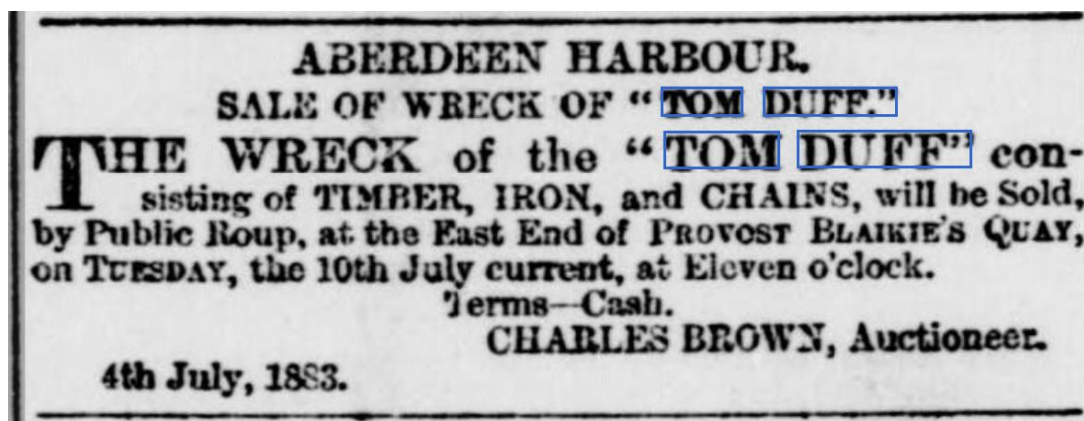 ABERDEEN HARBOUR.
SALE OF WRECK OF "TOM DUFF."
THE WRECK of the "TOM DUFF" con-
sisting of TIMBER, IRON, and CHAINS, will be Sold,
by Public Roup, at the East End of PROVOST BLAIKIE'S QUAY,
on TUESDAY, the 10th July current, at Eleven o'clock.
Terms—Cash.
CHARLES BROWN, Auctioneer.
4th July, 1883.